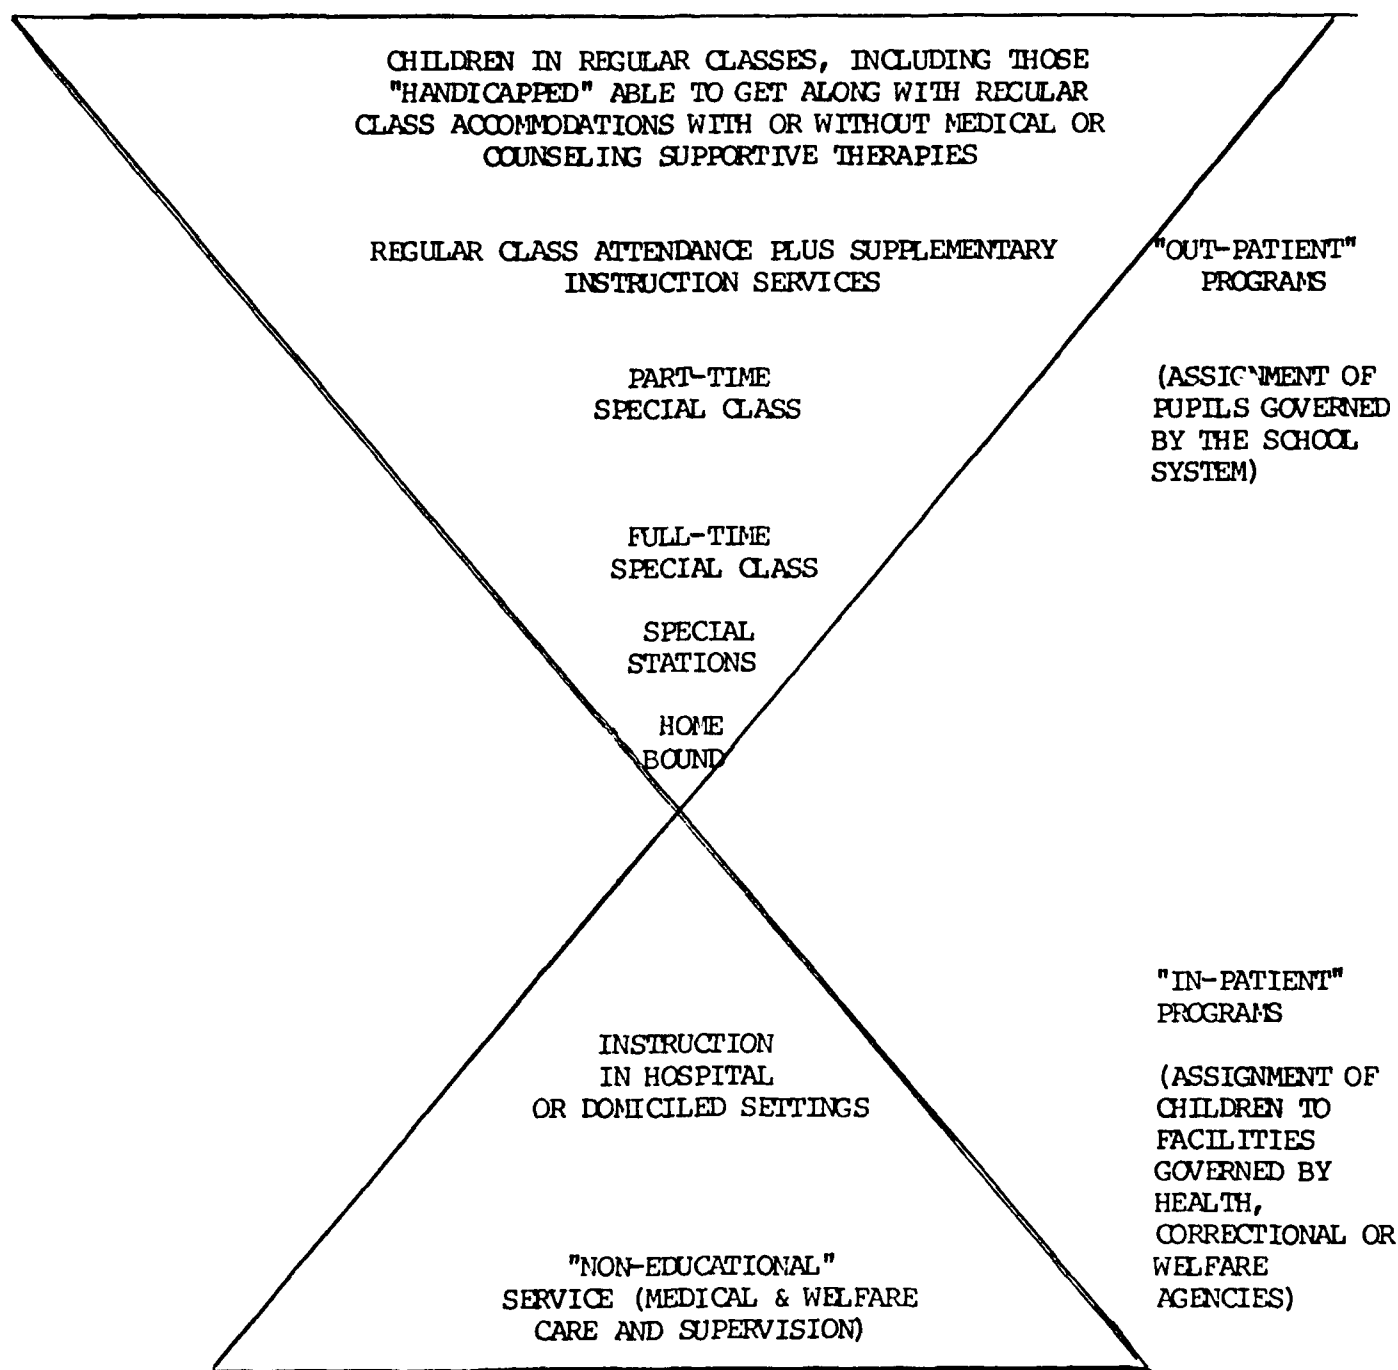 CHILDREN IN REGULAR CLASSES, INCLUDING THOSE
"HANDICAPPED" ABLE TO GET ALONG WITH REGULAR
CLASS ACCOMMODATIONS WITH OR WITHOUT MEDICAL OR
COUNSELING SUPPORTIVE THERAPIES
REGULAR CLASS ATTENDANCE PLUS SUPPLEMENTARY
INSTRUCTION SERVICES
"OUT-PATIENT"
PROGRAMS
PART-TIME
SPECIAL CLASS
(ASSIGNMENT OF
PUPILS GOVERNED
BY THE SCHOOL
SYSTEM)
FULL-TIME
SPECIAL CLASS
SPECIAL
STATIONS
HOME
BOUND
"IN-PATIENT"
PROGRAMS
INSTRUCTION
IN HOSPITAL
OR DOMICILED SETTINGS
(ASSIGNMENT OF
CHILDREN TO
FACILITIES
GOVERNED BY
HEALTH,
CORRECTIONAL OR
WELFARE
AGENCIES)
"NON-EDUCATIONAL"
SERVICE (MEDICAL & WELFARE
CARE AND SUPERVISION)